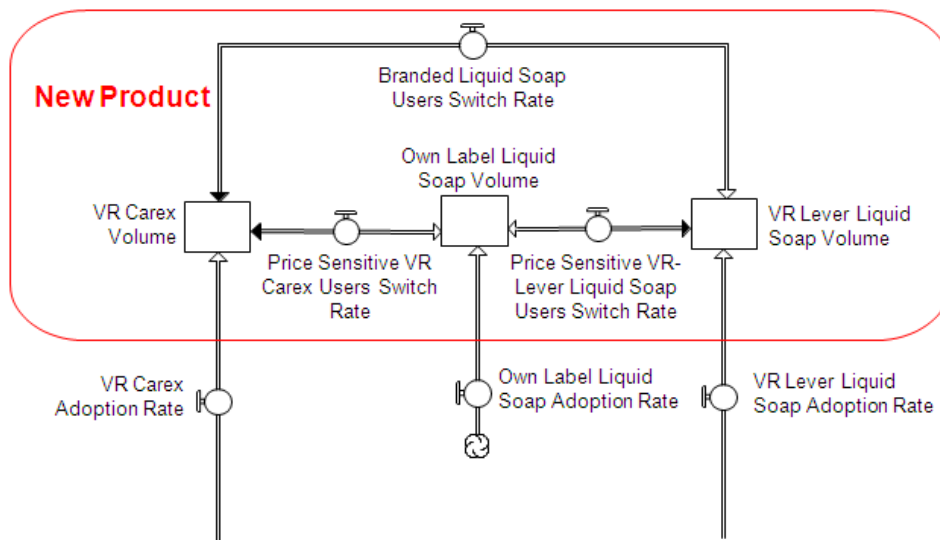 Branded Liquid Soap
Users Switch Rate
New Product
Own Label Liquid
Soap Volume
VR Carex
Volume
VR Lever Liquid
Soap Volume
Price Sensitive VR
Carex Users Switch
Rate
Price Sensitive VR-
Lever Liquid Soap
Users Switch Rate
VR Carex
Adoption Rate
Own Label Liquid
Soap Adoption Rate
VR Lever Liquid
Soap Adoption Rate